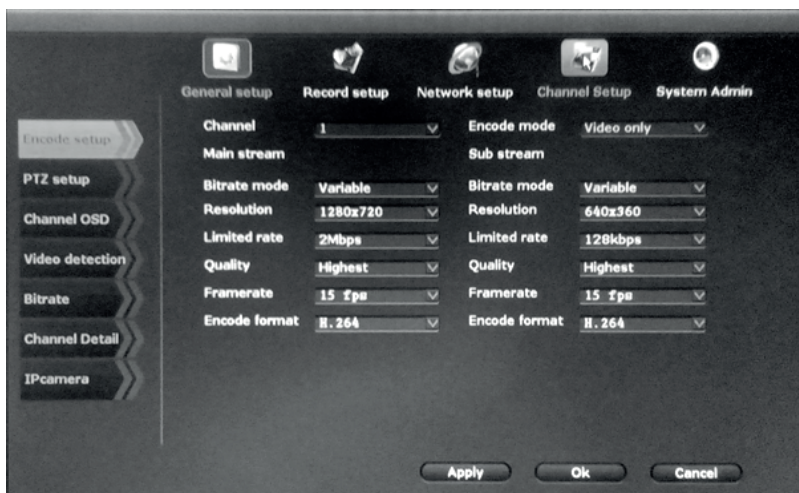 General setup Record setup Network setup Channel Setup System Admin
Encode setup
PTZ setup
Channel OSD
Video detection
Bitrate
Channel Detail
IPcamera
Channel 1 Encode mode Video only
Main stream Sub stream
Bitrate mode Variable Bitrate mode Variable
Resolution 1280x720 Resolution 640x360
Limited rate 2Mbps Limited rate 128kbps
Quality Highest Quality Highest
Framerate 15 fps Framerate 15 fps
Encode format H.264 Encode format H.264
Apply Ok Cancel